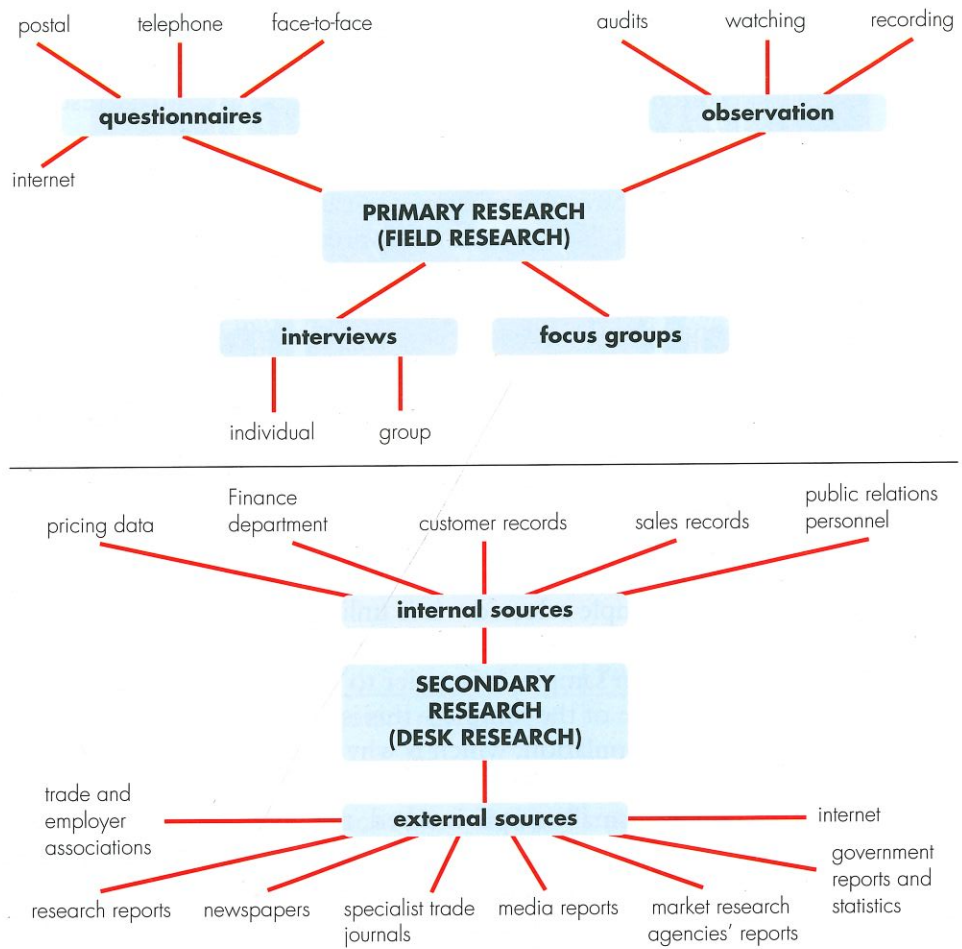 postal
telephone
face-to-face
audits
watching
recording
questionnaires
observation
internet
PRIMARY RESEARCH
(FIELD RESEARCH)
interviews
focus groups
individual
group
pricing data
Finance
department
customer records
sales records
public relations
personnel
internal sources
SECONDARY
RESEARCH
(DESK RESEARCH)
trade and
employer
associations
external sources
internet
government
reports and
statistics
research reports
newspapers
specialist trade
journals
media reports
market research
agencies' reports